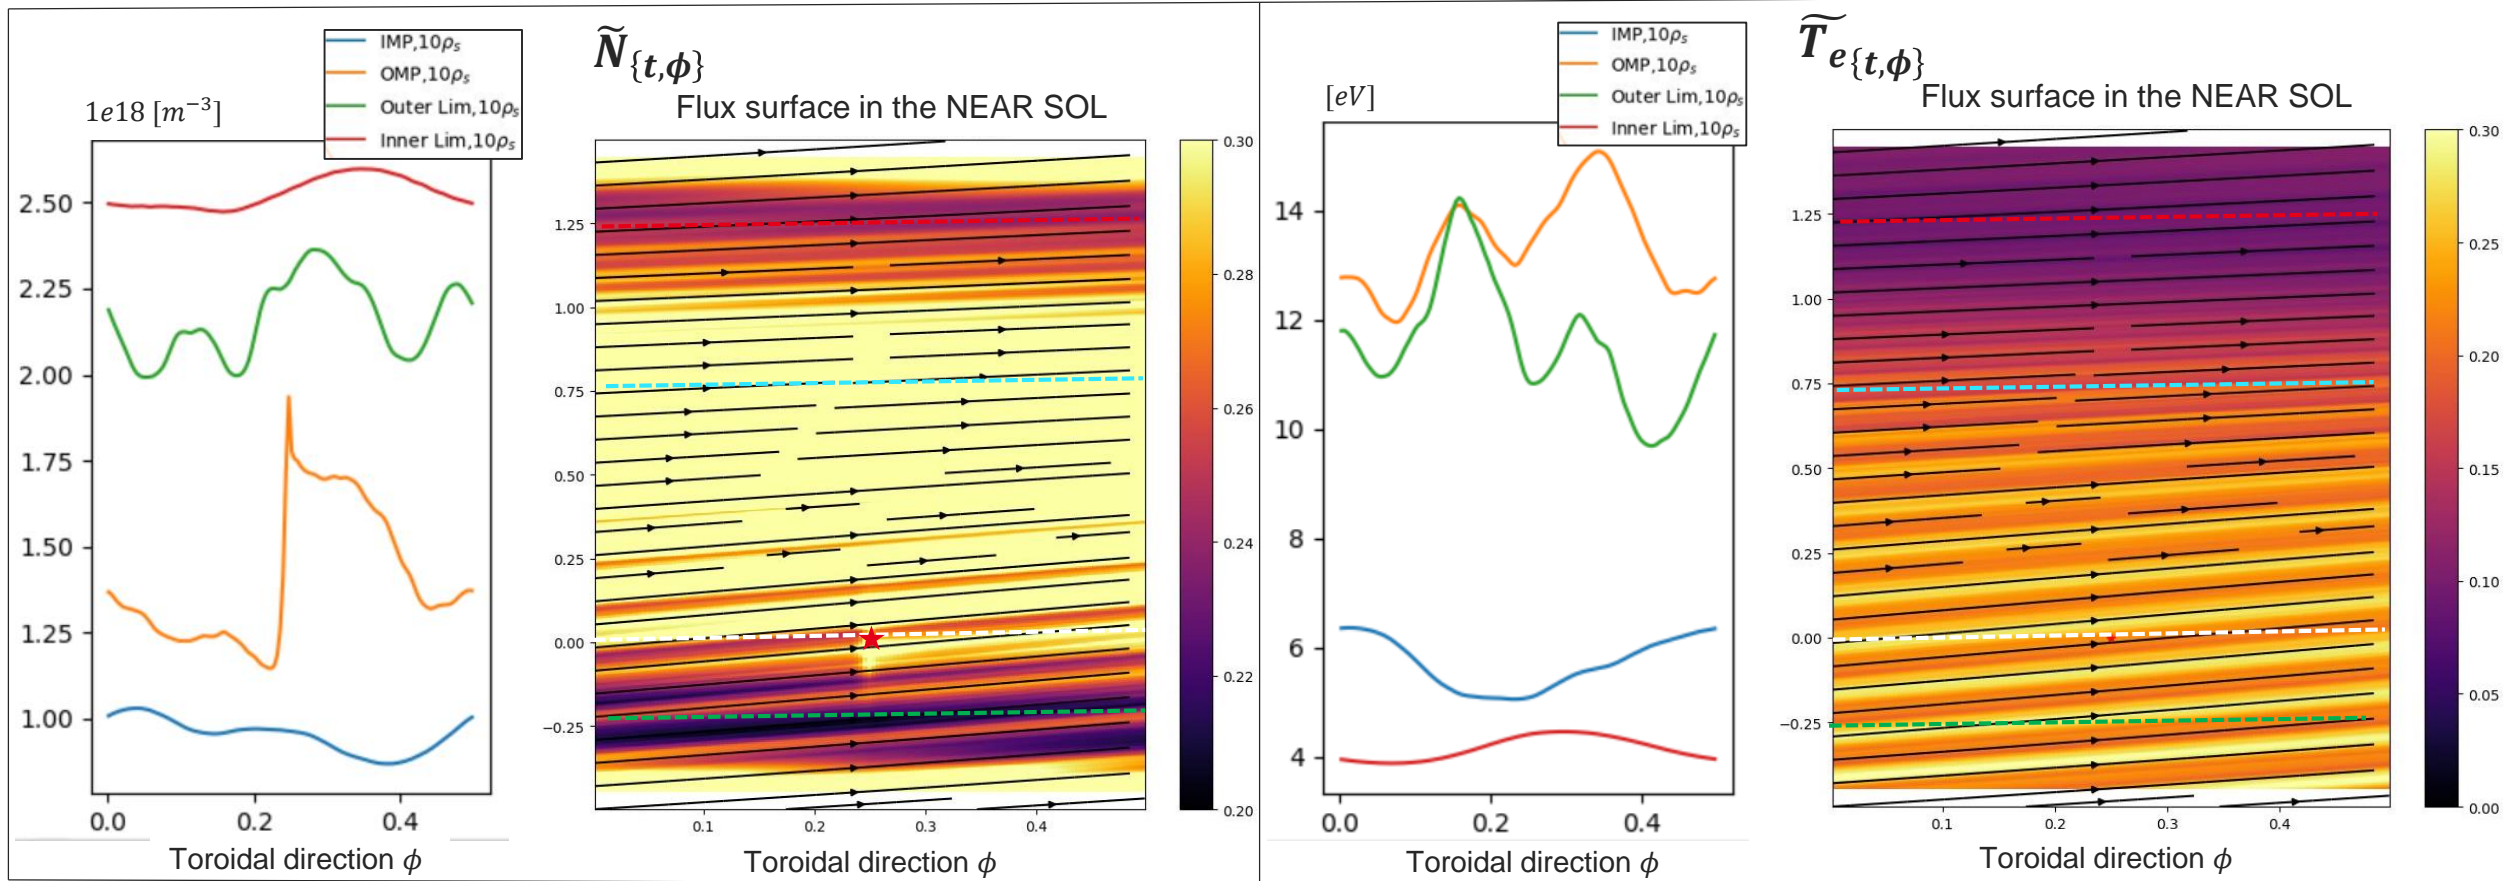 IMP,10ρs
OMP,10ρs
Outer Lim,10ρs
Inner Lim,10ρs
1e18 [m⁻³]
2.50
2.25
2.00
1.75
1.50
1.25
1.00
0.0 0.2 0.4
Toroidal direction ϕ
Ñ{t,ϕ}
Flux surface in the NEAR SOL
1.25
1.00
0.75
0.50
0.25
0.00
−0.25
0.1 0.2 0.3 0.4
Toroidal direction ϕ
0.30
0.28
0.26
0.24
0.22
0.20
IMP,10ρs
OMP,10ρs
Outer Lim,10ρs
Inner Lim,10ρs
[eV]
14
12
10
8
6
4
0.0 0.2 0.4
Toroidal direction ϕ
T̃e{t,ϕ}
Flux surface in the NEAR SOL
1.25
1.00
0.75
0.50
0.25
0.00
−0.25
0.1 0.2 0.3 0.4
Toroidal direction ϕ
0.30
0.25
0.20
0.15
0.10
0.05
0.00